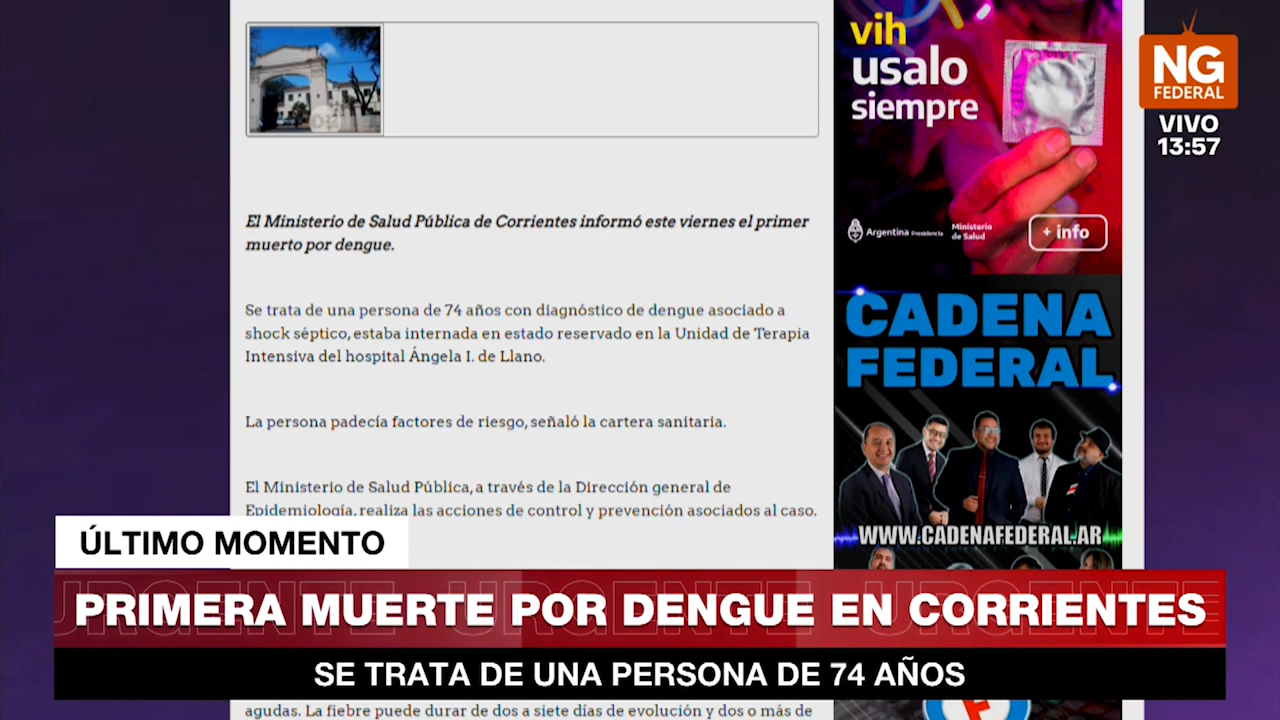 El Ministerio de Salud Pública de Corrientes informó este viernes el primer
muerto por dengue.
Se trata de una persona de 74 años con diagnóstico de dengue asociado a
shock séptico, estaba internada en estado reservado en la Unidad de Terapia
Intensiva del hospital Ángela I. de Llano.
La persona padecía factores de riesgo, señaló la cartera sanitaria.
El Ministerio de Salud Pública, a través de la Dirección general de
Epidemiología, realiza las acciones de control y prevención asociados al caso.
agudas. La fiebre puede durar de dos a siete días de evolución y dos o más de
vih
usalo
siempre
Argentina Presidencia
Ministerio
de Salud
+ info
CADENA
FEDERAL
WWW.CADENAFEDERAL.AR
NG
FEDERAL
VIVO
13:57
ÚLTIMO MOMENTO
URGENTE URGENTE URGENTE
PRIMERA MUERTE POR DENGUE EN CORRIENTES
SE TRATA DE UNA PERSONA DE 74 AÑOS